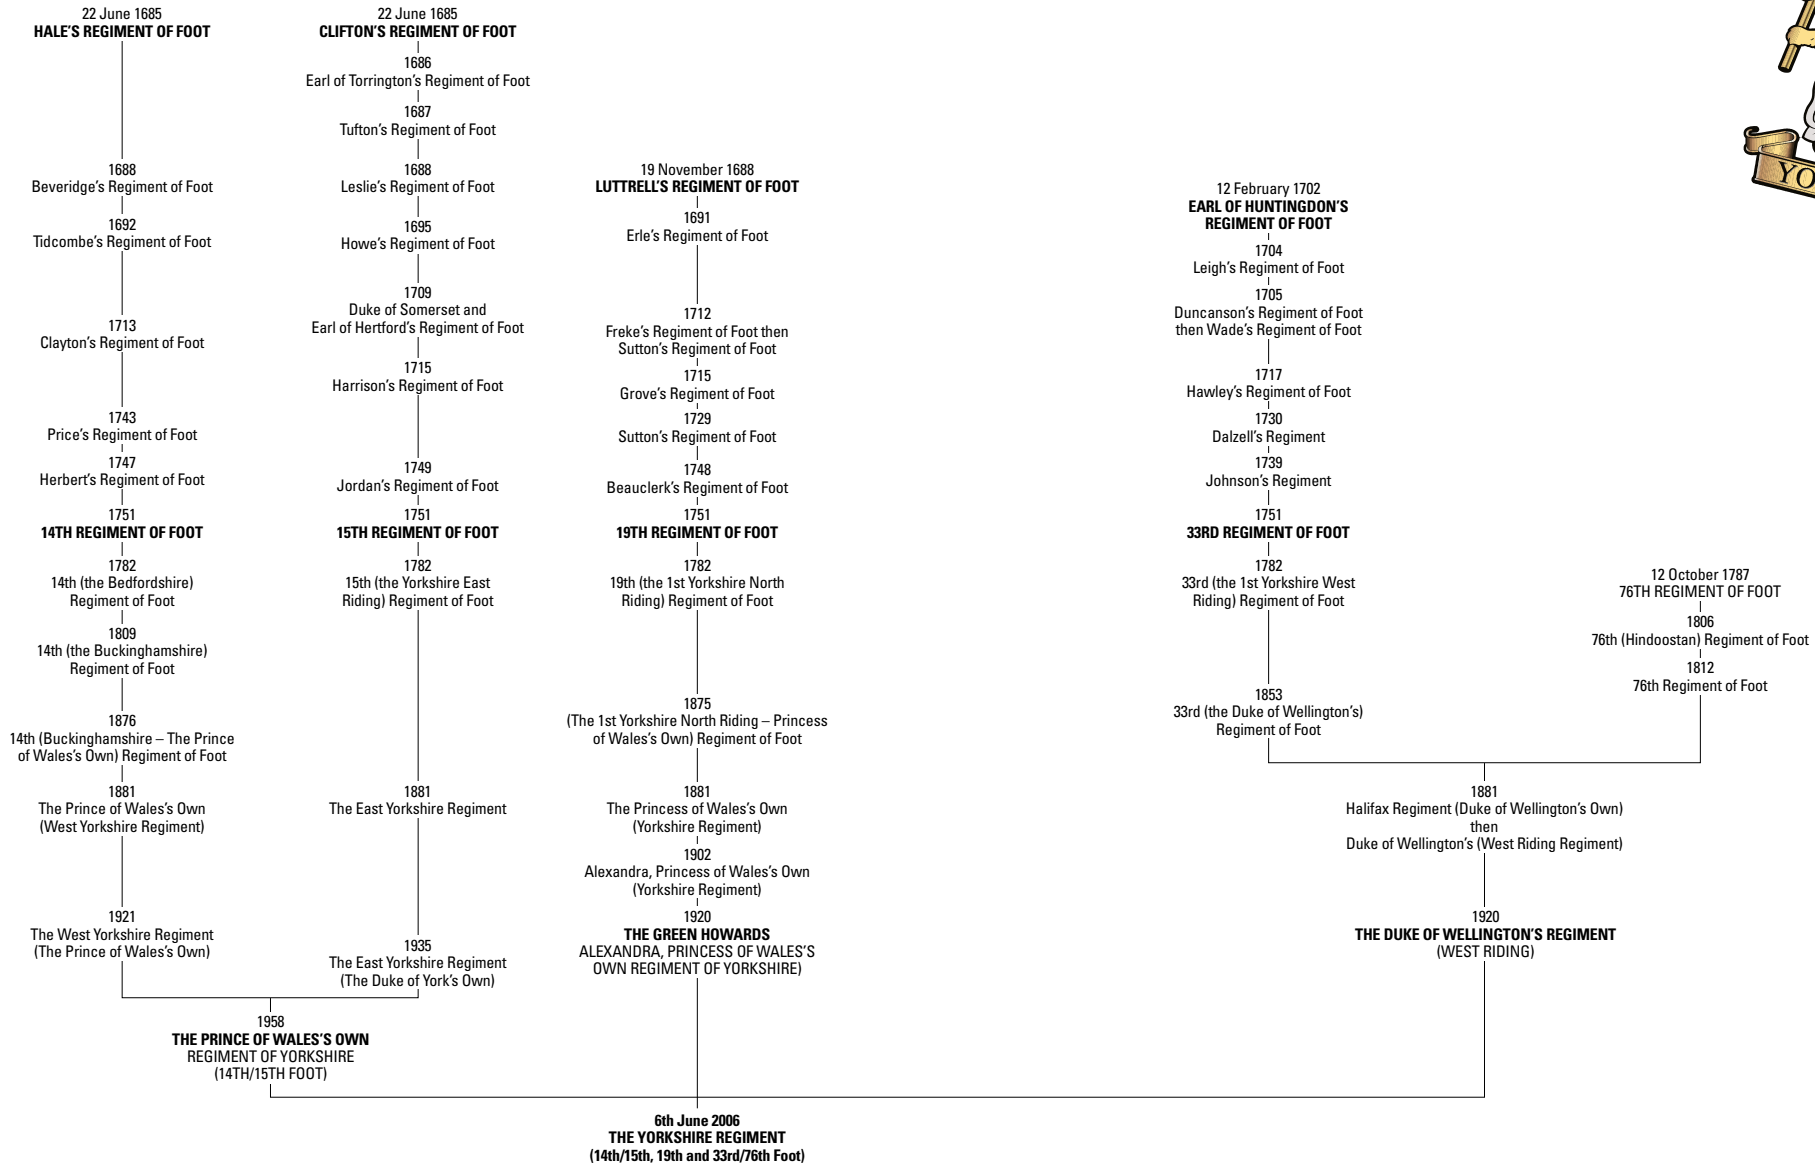 22 June 1685
HALE'S REGIMENT OF FOOT
1688
Beveridge's Regiment of Foot
1692
Tidcombe's Regiment of Foot
1713
Clayton's Regiment of Foot
1743
Price's Regiment of Foot
1747
Herbert's Regiment of Foot
1751
14TH REGIMENT OF FOOT
1782
14th (the Bedfordshire)
Regiment of Foot
1809
14th (the Buckinghamshire)
Regiment of Foot
1876
14th (Buckinghamshire – The Prince
of Wales's Own) Regiment of Foot
1881
The Prince of Wales's Own
(West Yorkshire Regiment)
1921
The West Yorkshire Regiment
(The Prince of Wales's Own)
22 June 1685
CLIFTON'S REGIMENT OF FOOT
1686
Earl of Torrington's Regiment of Foot
1687
Tufton's Regiment of Foot
1688
Leslie's Regiment of Foot
1695
Howe's Regiment of Foot
1709
Duke of Somerset and
Earl of Hertford's Regiment of Foot
1715
Harrison's Regiment of Foot
1749
Jordan's Regiment of Foot
1751
15TH REGIMENT OF FOOT
1782
15th (the Yorkshire East
Riding) Regiment of Foot
1881
The East Yorkshire Regiment
1935
The East Yorkshire Regiment
(The Duke of York's Own)
1958
THE PRINCE OF WALES'S OWN
REGIMENT OF YORKSHIRE
(14TH/15TH FOOT)
19 November 1688
LUTTRELL'S REGIMENT OF FOOT
1691
Erle's Regiment of Foot
1712
Freke's Regiment of Foot then
Sutton's Regiment of Foot
1715
Grove's Regiment of Foot
1729
Sutton's Regiment of Foot
1748
Beauclerk's Regiment of Foot
1751
19TH REGIMENT OF FOOT
1782
19th (the 1st Yorkshire North
Riding) Regiment of Foot
1875
(The 1st Yorkshire North Riding – Princess
of Wales's Own) Regiment of Foot
1881
The Princess of Wales's Own
(Yorkshire Regiment)
1902
Alexandra, Princess of Wales's Own
(Yorkshire Regiment)
1920
THE GREEN HOWARDS
ALEXANDRA, PRINCESS OF WALES'S
OWN REGIMENT OF YORKSHIRE)
12 February 1702
EARL OF HUNTINGDON'S
REGIMENT OF FOOT
1704
Leigh's Regiment of Foot
1705
Duncanson's Regiment of Foot
then Wade's Regiment of Foot
1717
Hawley's Regiment of Foot
1730
Dalzell's Regiment
1739
Johnson's Regiment
1751
33RD REGIMENT OF FOOT
1782
33rd (the 1st Yorkshire West
Riding) Regiment of Foot
1853
33rd (the Duke of Wellington's)
Regiment of Foot
12 October 1787
76TH REGIMENT OF FOOT
1806
76th (Hindoostan) Regiment of Foot
1812
76th Regiment of Foot
1881
Halifax Regiment (Duke of Wellington's Own)
then
Duke of Wellington's (West Riding Regiment)
1920
THE DUKE OF WELLINGTON'S REGIMENT
(WEST RIDING)
6th June 2006
THE YORKSHIRE REGIMENT
(14th/15th, 19th and 33rd/76th Foot)
YO